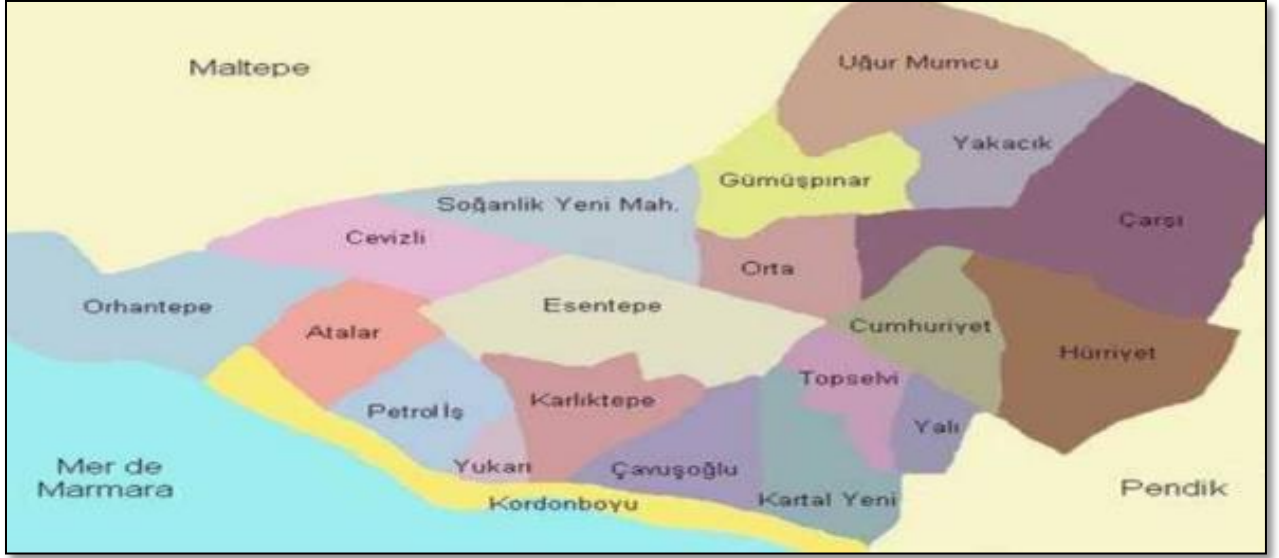 Maltepe
Uğur Mumcu
Yakacık
Gümüşpınar
Soğanlik Yeni Mah.
Çarşı
Cevizli
Orta
Orhantepe
Esentepe
Atalar
Cumhuriyet
Hürriyet
Topselvi
Karlıktepe
Petrol İş
Yalı
Yukarı
Çavuşoğlu
Mer de
Marmara
Pendik
Kartal Yeni
Kordonboyu